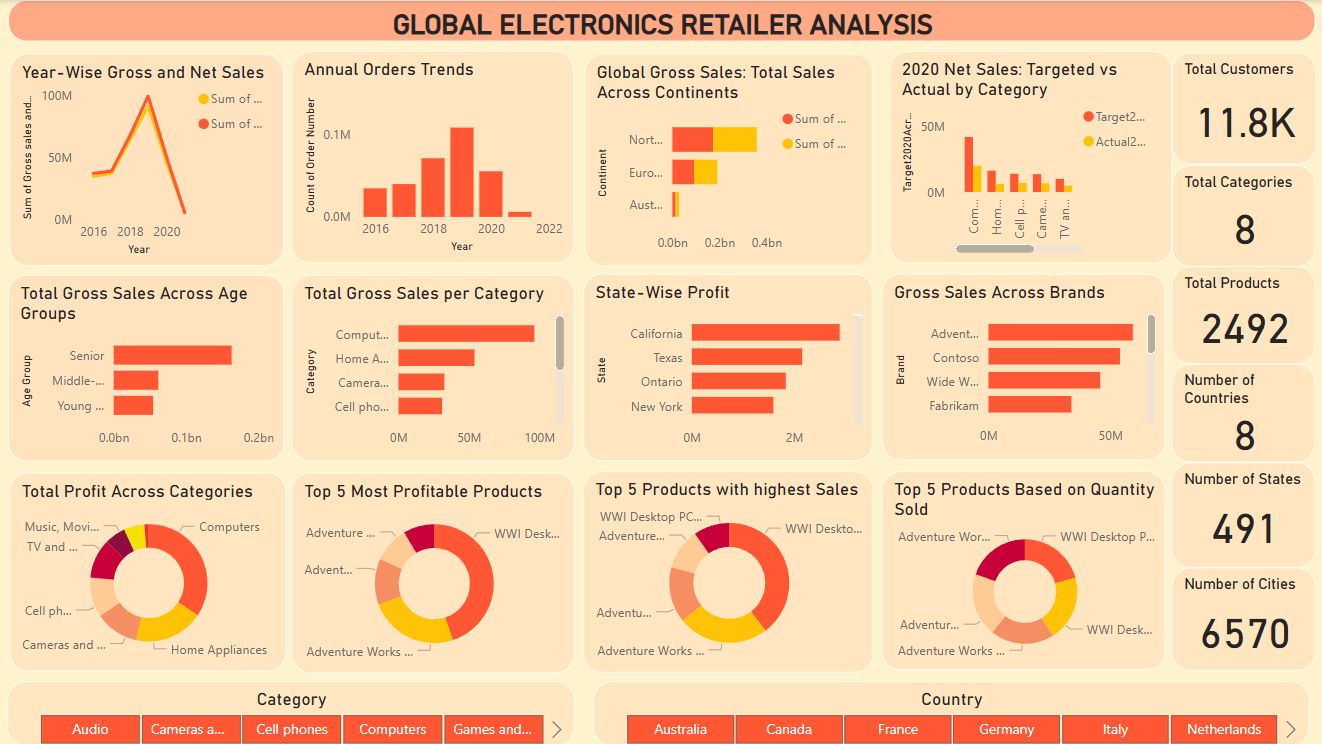 GLOBAL ELECTRONICS RETAILER ANALYSIS
Year-Wise Gross and Net Sales
Sum of Gross sales and...
100M
50M
0M
2016 2018 2020
Year
Sum of ...
Sum of ...
Annual Orders Trends
Count of Order Number
0.1M
0.0M
2016 2018 2020 2022
Year
Global Gross Sales: Total Sales
Across Continents
Continent
Nort...
Euro...
Aust...
0.0bn 0.2bn 0.4bn
Sum of ...
Sum of ...
2020 Net Sales: Targeted vs
Actual by Category
Target2020Acr...
50M
0M
Com...
Hom...
Cell p...
Came...
TV an...
Target2...
Actual2...
Total Customers
11.8K
Total Categories
8
Total Gross Sales Across Age
Groups
Age Group
Senior
Middle-...
Young ...
0.0bn 0.1bn 0.2bn
Total Gross Sales per Category
Category
Comput...
Home A...
Camera...
Cell pho...
0M 50M 100M
State-Wise Profit
State
California
Texas
Ontario
New York
0M 2M
Gross Sales Across Brands
Brand
Advent...
Contoso
Wide W...
Fabrikam
0M 50M
Total Products
2492
Number of
Countries
8
Total Profit Across Categories
Music, Movi...
Computers
TV and ...
Cell ph...
Cameras and ...
Home Appliances
Top 5 Most Profitable Products
Adventure ...
WWI Desk...
Advent...
Adventure Works ...
Top 5 Products with highest Sales
WWI Desktop PC...
WWI Deskto...
Adventure...
Adventu...
Adventure Works ...
Top 5 Products Based on Quantity
Sold
Adventure Wor...
WWI Desktop P...
Adventur...
WWI Desk...
Adventure Works ...
Number of States
491
Number of Cities
6570
Category
Audio Cameras a... Cell phones Computers Games and...
Country
Australia Canada France Germany Italy Netherlands